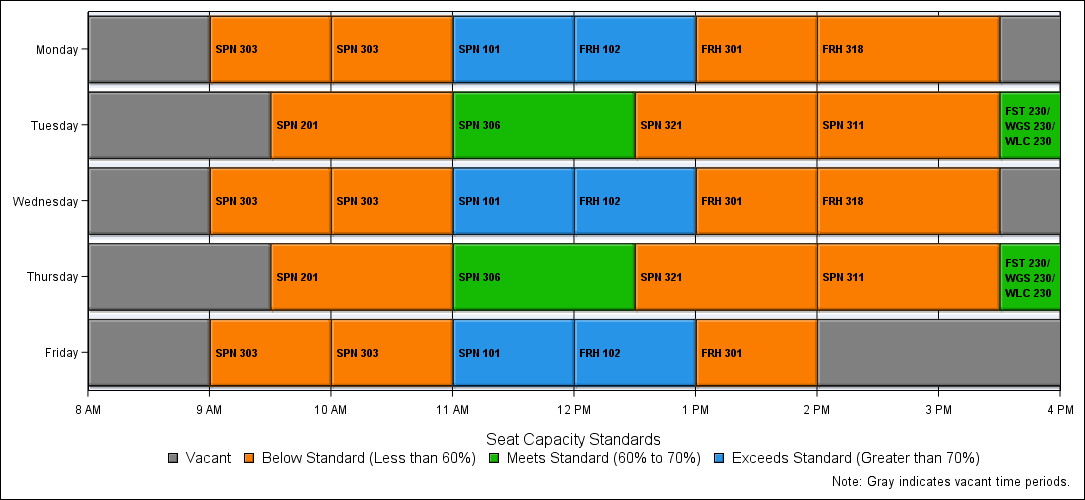 Monday
SPN 303
SPN 303
SPN 101
FRH 102
FRH 301
FRH 318
Tuesday
SPN 201
SPN 306
SPN 321
SPN 311
FST 230/
WGS 230/
WLC 230
Wednesday
SPN 303
SPN 303
SPN 101
FRH 102
FRH 301
FRH 318
Thursday
SPN 201
SPN 306
SPN 321
SPN 311
FST 230/
WGS 230/
WLC 230
Friday
SPN 303
SPN 303
SPN 101
FRH 102
FRH 301
8 AM 9 AM 10 AM 11 AM 12 PM 1 PM 2 PM 3 PM 4 PM
Seat Capacity Standards
Vacant Below Standard (Less than 60%) Meets Standard (60% to 70%) Exceeds Standard (Greater than 70%)
Note: Gray indicates vacant time periods.